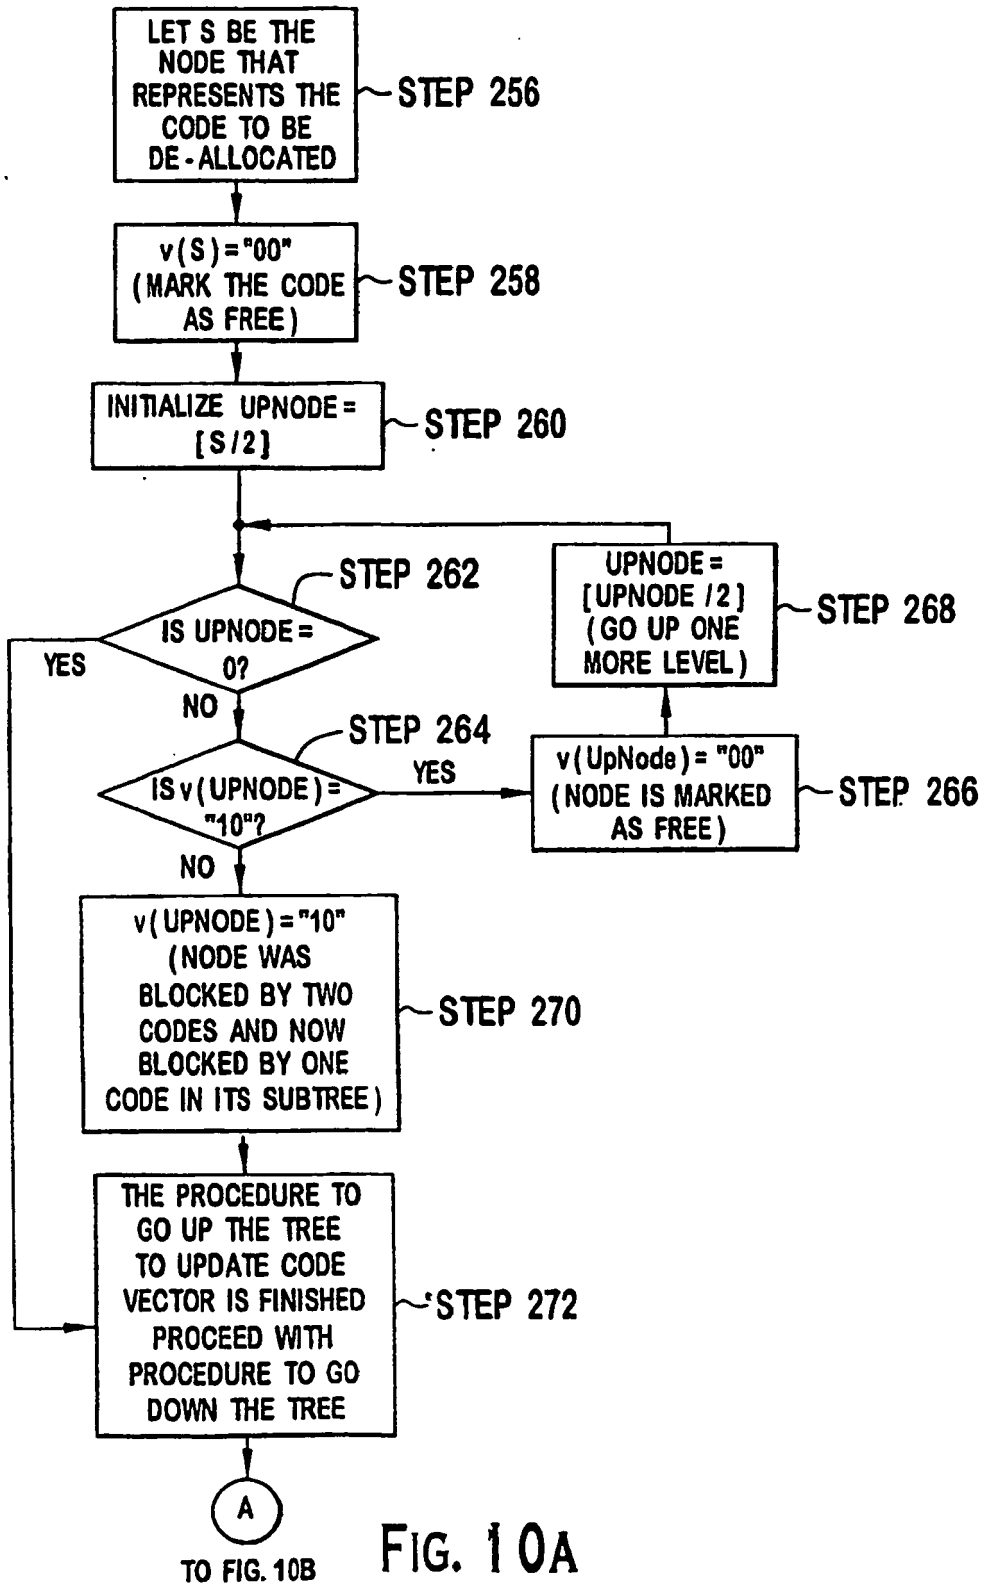 LET S BE THE
NODE THAT
REPRESENTS THE
CODE TO BE
DE-ALLOCATED
STEP 256
v(S)="00"
(MARK THE CODE
AS FREE)
STEP 258
INITIALIZE UPNODE=
[S/2]
STEP 260
STEP 262
IS UPNODE=
0?
YES
NO
UPNODE=
[UPNODE/2]
(GO UP ONE
MORE LEVEL)
STEP 268
STEP 264
IS v(UPNODE)=
"10"?
YES
NO
v(UpNode)="00"
(NODE IS MARKED
AS FREE)
STEP 266
v(UPNODE)="10"
(NODE WAS
BLOCKED BY TWO
CODES AND NOW
BLOCKED BY ONE
CODE IN ITS SUBTREE)
STEP 270
THE PROCEDURE TO
GO UP THE TREE
TO UPDATE CODE
VECTOR IS FINISHED
PROCEED WITH
PROCEDURE TO GO
DOWN THE TREE
STEP 272
A
TO FIG. 10B
FIG. 10A